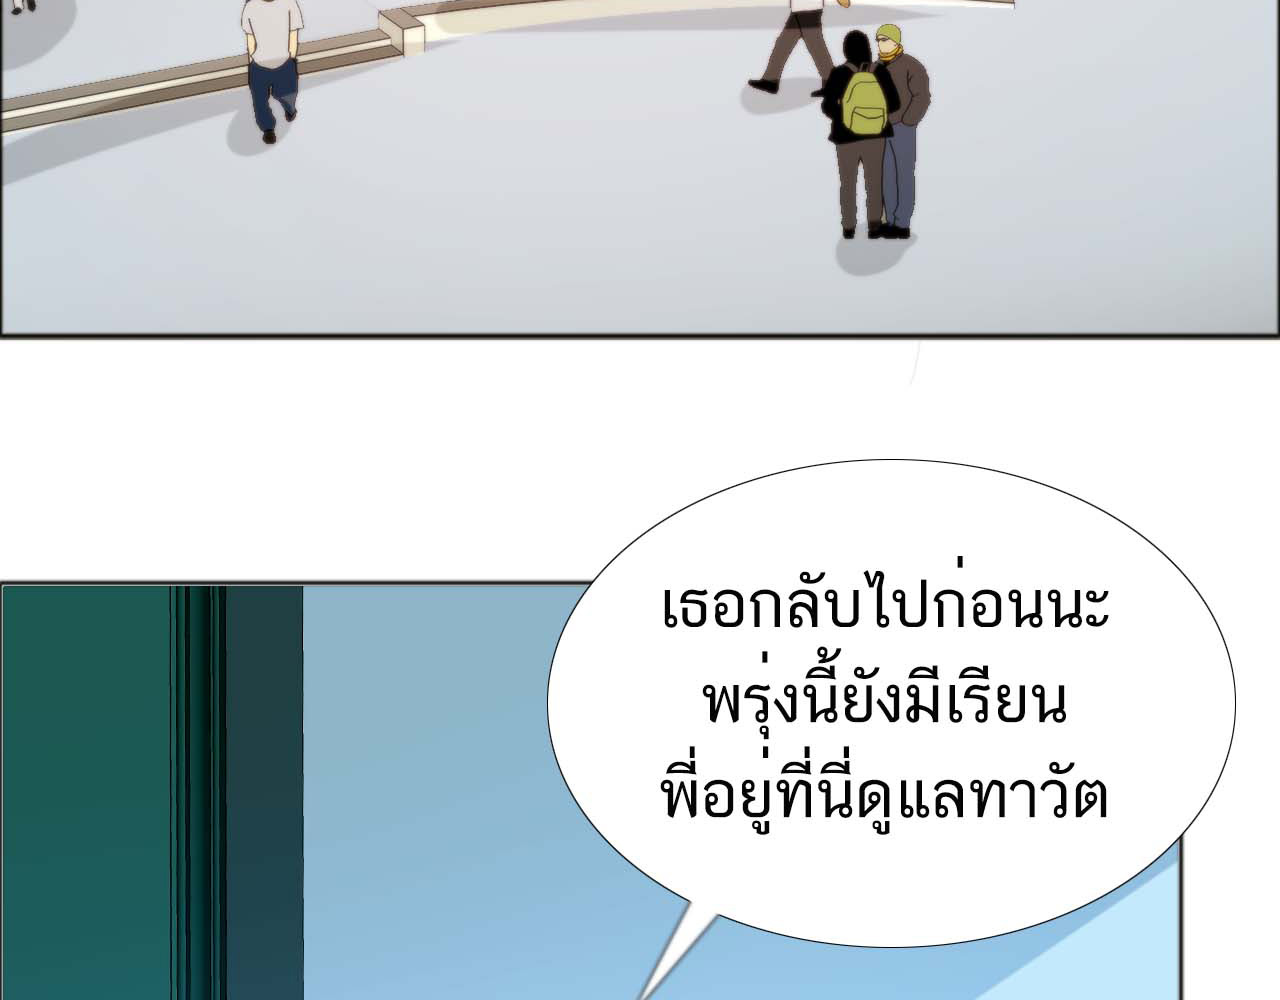 เธอกลับไปก่อนนะ
พรุ่งนี้ยังมีเรียน
พี่อยู่ที่นี่ดูแลทาวัต